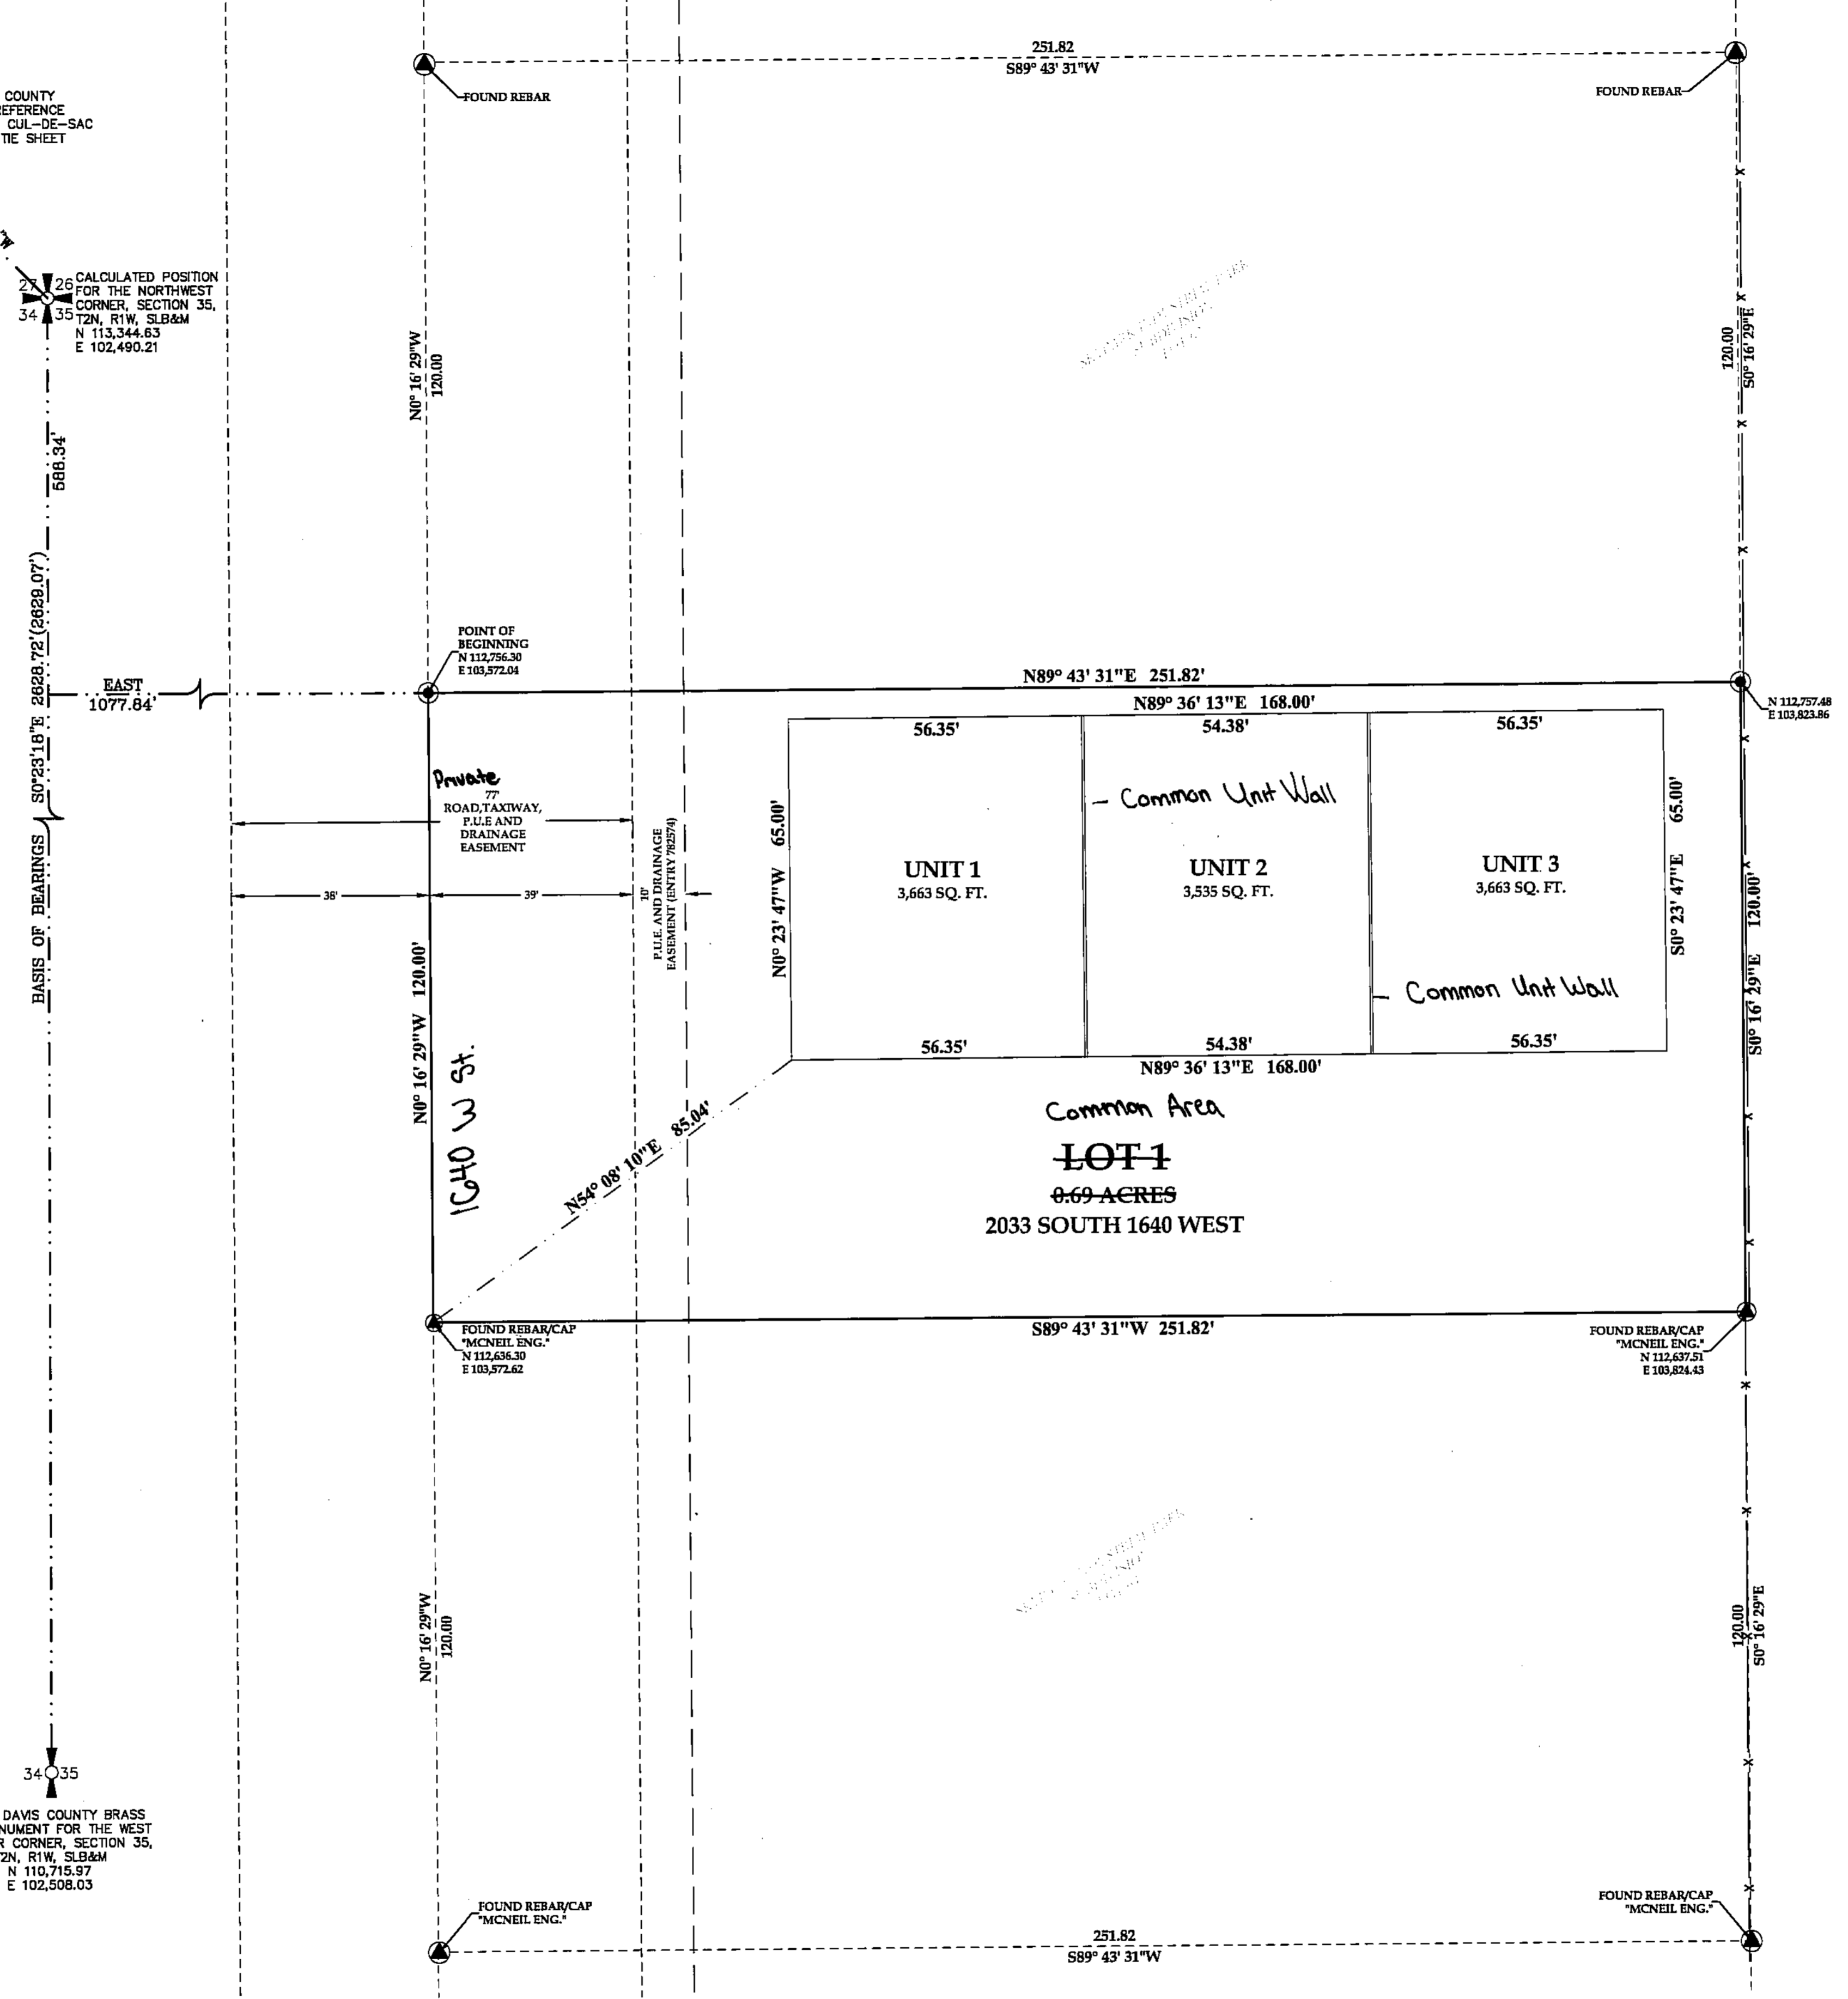 251.82
S89° 43' 31"W
FOUND REBAR
FOUND REBAR
COUNTY
CUL-DE-SAC
TIE SHEET
27 26
34 35
CALCULATED POSITION
FOR THE NORTHWEST
CORNER, SECTION 35,
T2N, R1W, SLB&M
N 113,344.63
E 102,490.21
N0° 16' 29"W
120.00
120.00
S0° 16' 29"E
588.34'
BASIS OF BEARINGS S0°23'18"E 2628.72'(2629.07')
EAST
1077.84'
POINT OF
BEGINNING
N 112,756.30
E 103,572.04
N89° 43' 31"E 251.82'
N 112,757.48
E 103,823.86
N89° 36' 13"E 168.00'
56.35'
54.38'
56.35'
Private
77'
ROAD,TAXIWAY,
P.U.E AND
DRAINAGE
EASEMENT
38'
39'
10'
P.U.E. AND DRAINAGE
EASEMENT (ENTRY 782574)
N0° 23' 47"W 65.00'
Common Unit Wall
UNIT 1
3,663 SQ. FT.
UNIT 2
3,535 SQ. FT.
UNIT 3
3,663 SQ. FT.
Common Unit Wall
S0° 23' 47"E 65.00'
S0° 16' 29"E 120.00'
N0° 16' 29"W 120.00'
1640 W St.
56.35'
54.38'
56.35'
N89° 36' 13"E 168.00'
N54° 08' 10"E 85.04'
Common Area
LOT 1
0.69 ACRES
2033 SOUTH 1640 WEST
S89° 43' 31"W 251.82'
FOUND REBAR/CAP
"MCNEIL ENG."
N 112,636.30
E 103,572.62
FOUND REBAR/CAP
"MCNEIL ENG."
N 112,637.51
E 103,824.43
N0° 16' 29"W
120.00
120.00
S0° 16' 29"E
34 35
DAVIS COUNTY BRASS
FOR THE WEST
CORNER, SECTION 35,
R1W, SLB&M
N 110,715.97
E 102,508.03
FOUND REBAR/CAP
"MCNEIL ENG."
FOUND REBAR/CAP
"MCNEIL ENG."
251.82
S89° 43' 31"W